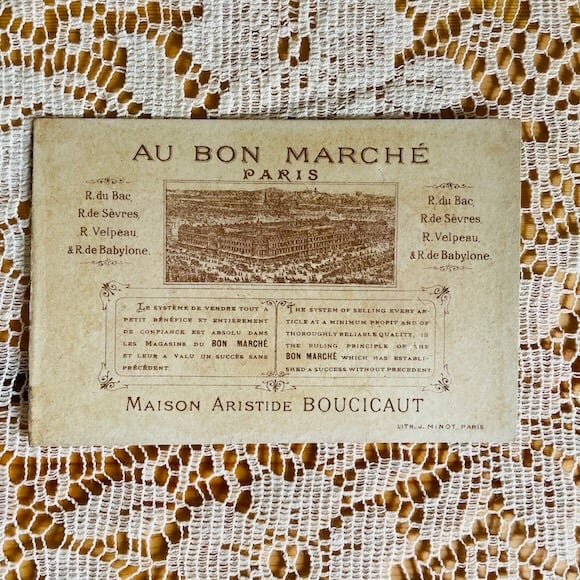 AU BON MARCHÉ
PARIS
R. du Bac,
R. de Sèvres,
R. Velpeau,
& R. de Babylone.
R. du Bac,
R. de Sèvres,
R. Velpeau,
& R. de Babylone.
LE SYSTÈME DE VENDRE TOUT A
PETIT BÉNÉFICE ET ENTIEREMENT
DE CONFIANCE EST ABSOLU DANS
LES MAGASINS DU BON MARCHÉ
ET LEUR A VALU UN SUCCÈS SANS
PRÉCÉDENT.
THE SYSTEM OF SELLING EVERY AR-
TICLE AT A MINIMUM PROFIT AND OF
THOROUGHLY RELIABLE QUALITY, IS
THE RULING PRINCIPLE OF THE
BON MARCHÉ WHICH HAS ESTABLI-
SHED A SUCCESS WITHOUT PRECEDENT
MAISON ARISTIDE BOUCICAUT
LITH. J. MINOT, PARIS